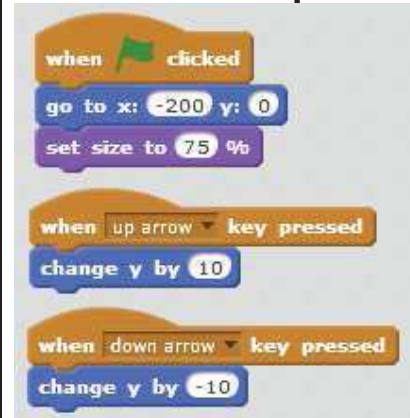 when clicked
go to x: -200 y: 0
set size to 75 %
when up arrow key pressed
change y by 10
when down arrow key pressed
change y by -10